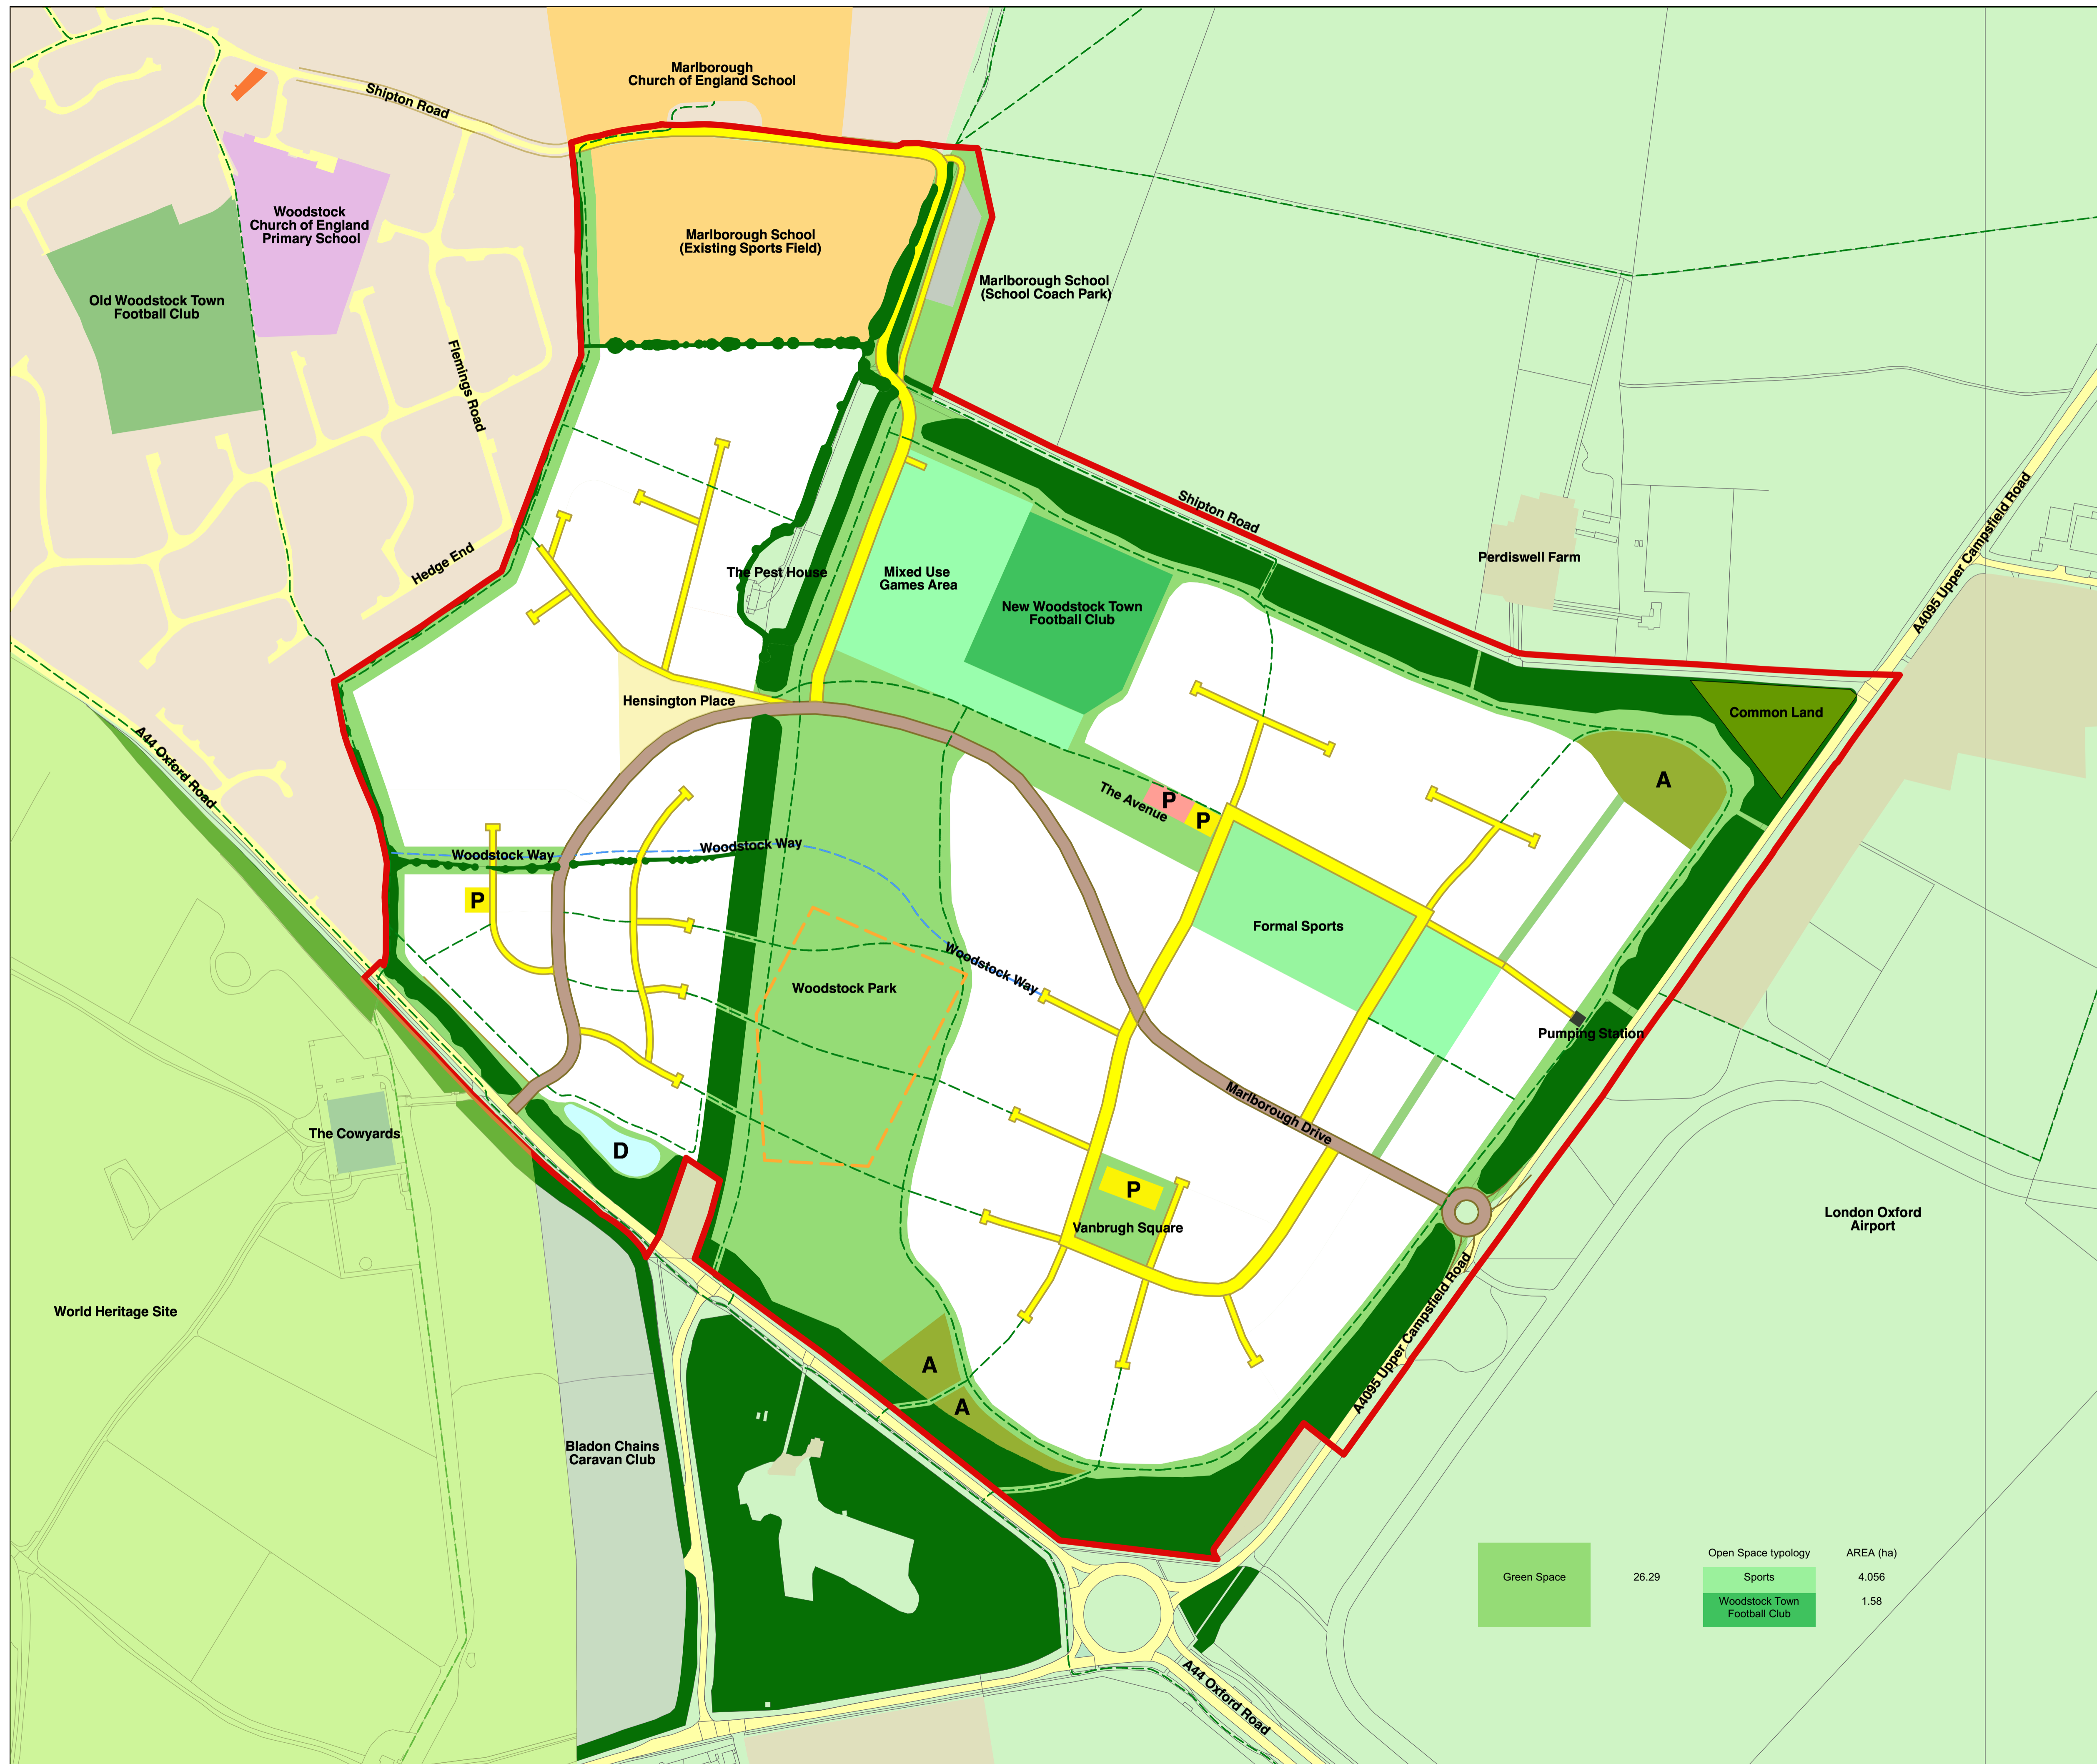 Marlborough
Church of England School
Shipton Road
Woodstock
Church of England
Primary School
Marlborough School
(Existing Sports Field)
Marlborough School
(School Coach Park)
Old Woodstock Town
Football Club
Flemings Road
Shipton Road
A4095 Upper Campsfield Road
Perdiswell Farm
Hedge End
The Pest House
Mixed Use
Games Area
New Woodstock Town
Football Club
Hensington Place
Common Land
A44 Oxford Road
A
The Avenue
P
P
Woodstock Way
Woodstock Way
P
Formal Sports
Woodstock Way
Woodstock Park
Pumping Station
The Cowyards
D
Marlborough Drive
P
Vanbrugh Square
London Oxford
Airport
World Heritage Site
A4095 Upper Campsfield Road
A
A
Bladon Chains
Caravan Club
Open Space typology AREA (ha)
Green Space 26.29 Sports 4.056
Woodstock Town 1.58
Football Club
A44 Oxford Road